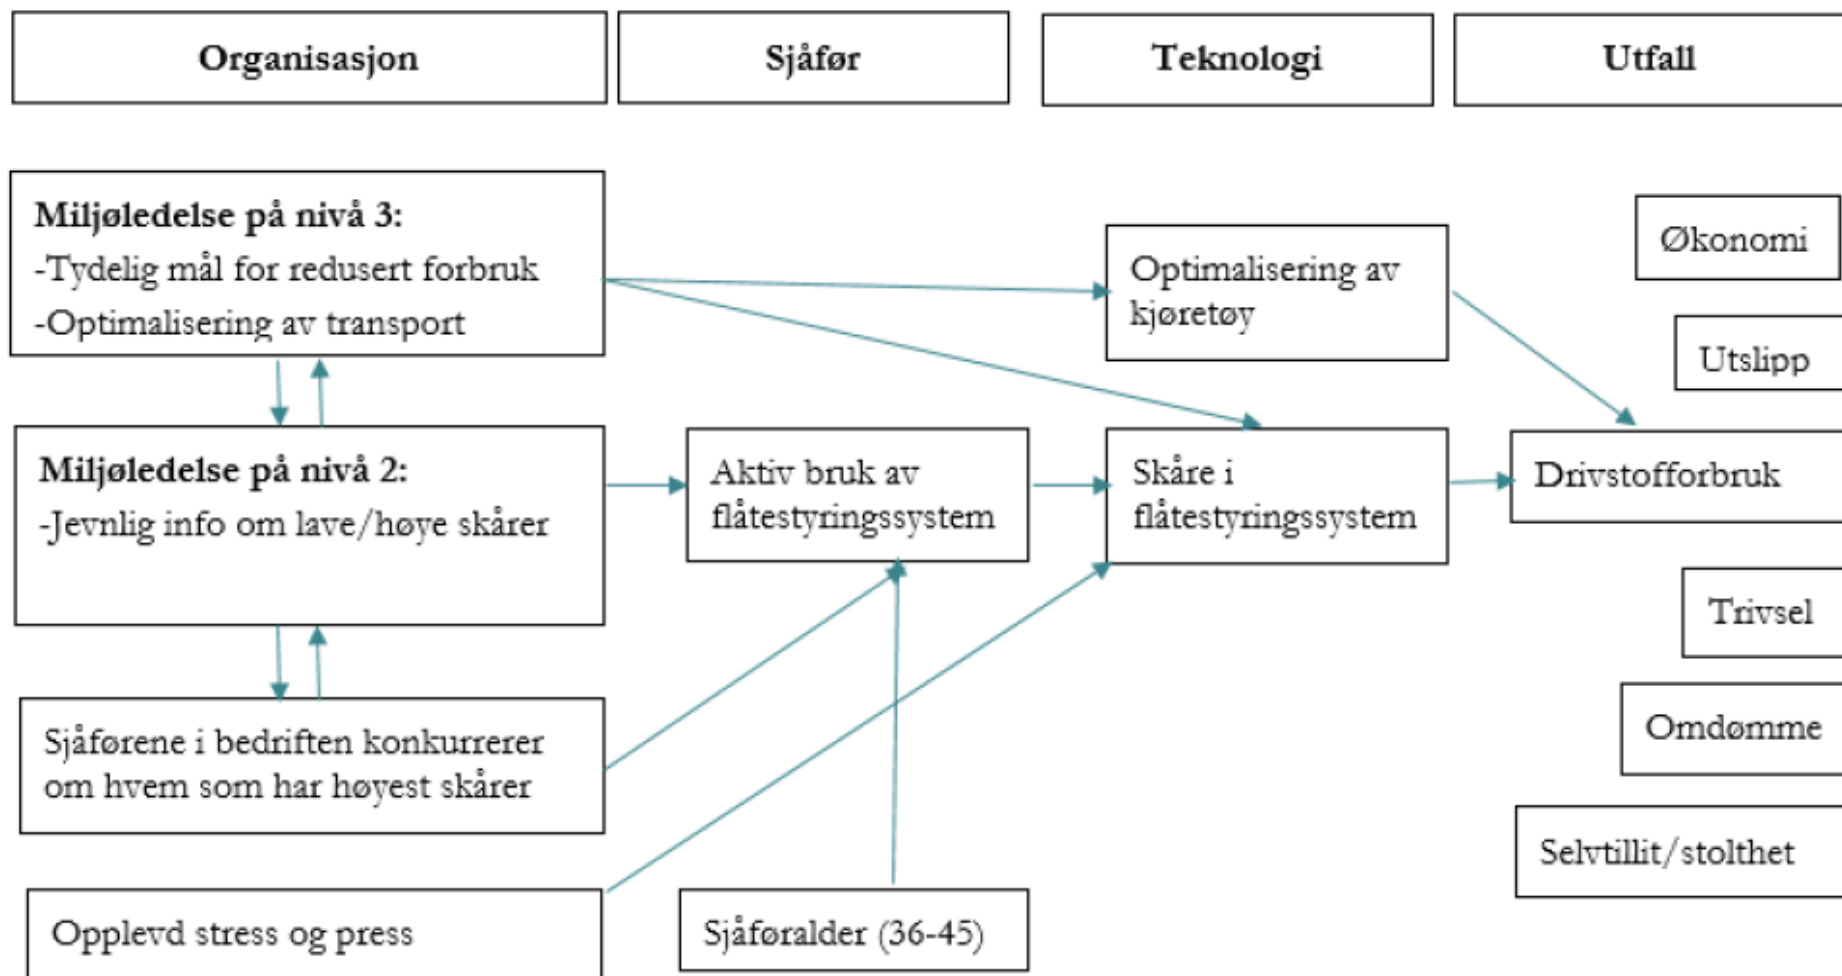 Organisasjon
Sjåfør
Teknologi
Utfall
Miljøledelse på nivå 3:
-Tydelig mål for redusert forbruk
-Optimalisering av transport
Optimalisering av
kjøretøy
Økonomi
Utslipp
Miljøledelse på nivå 2:
-Jevnlig info om lave/høye skårer
Aktiv bruk av
flåtestyringssystem
Skåre i
flåtestyringssystem
Drivstofforbruk
Trivsel
Sjåførene i bedriften konkurrerer
om hvem som har høyest skårer
Omdømme
Selvtillit/stolthet
Opplevd stress og press
Sjåføralder (36-45)